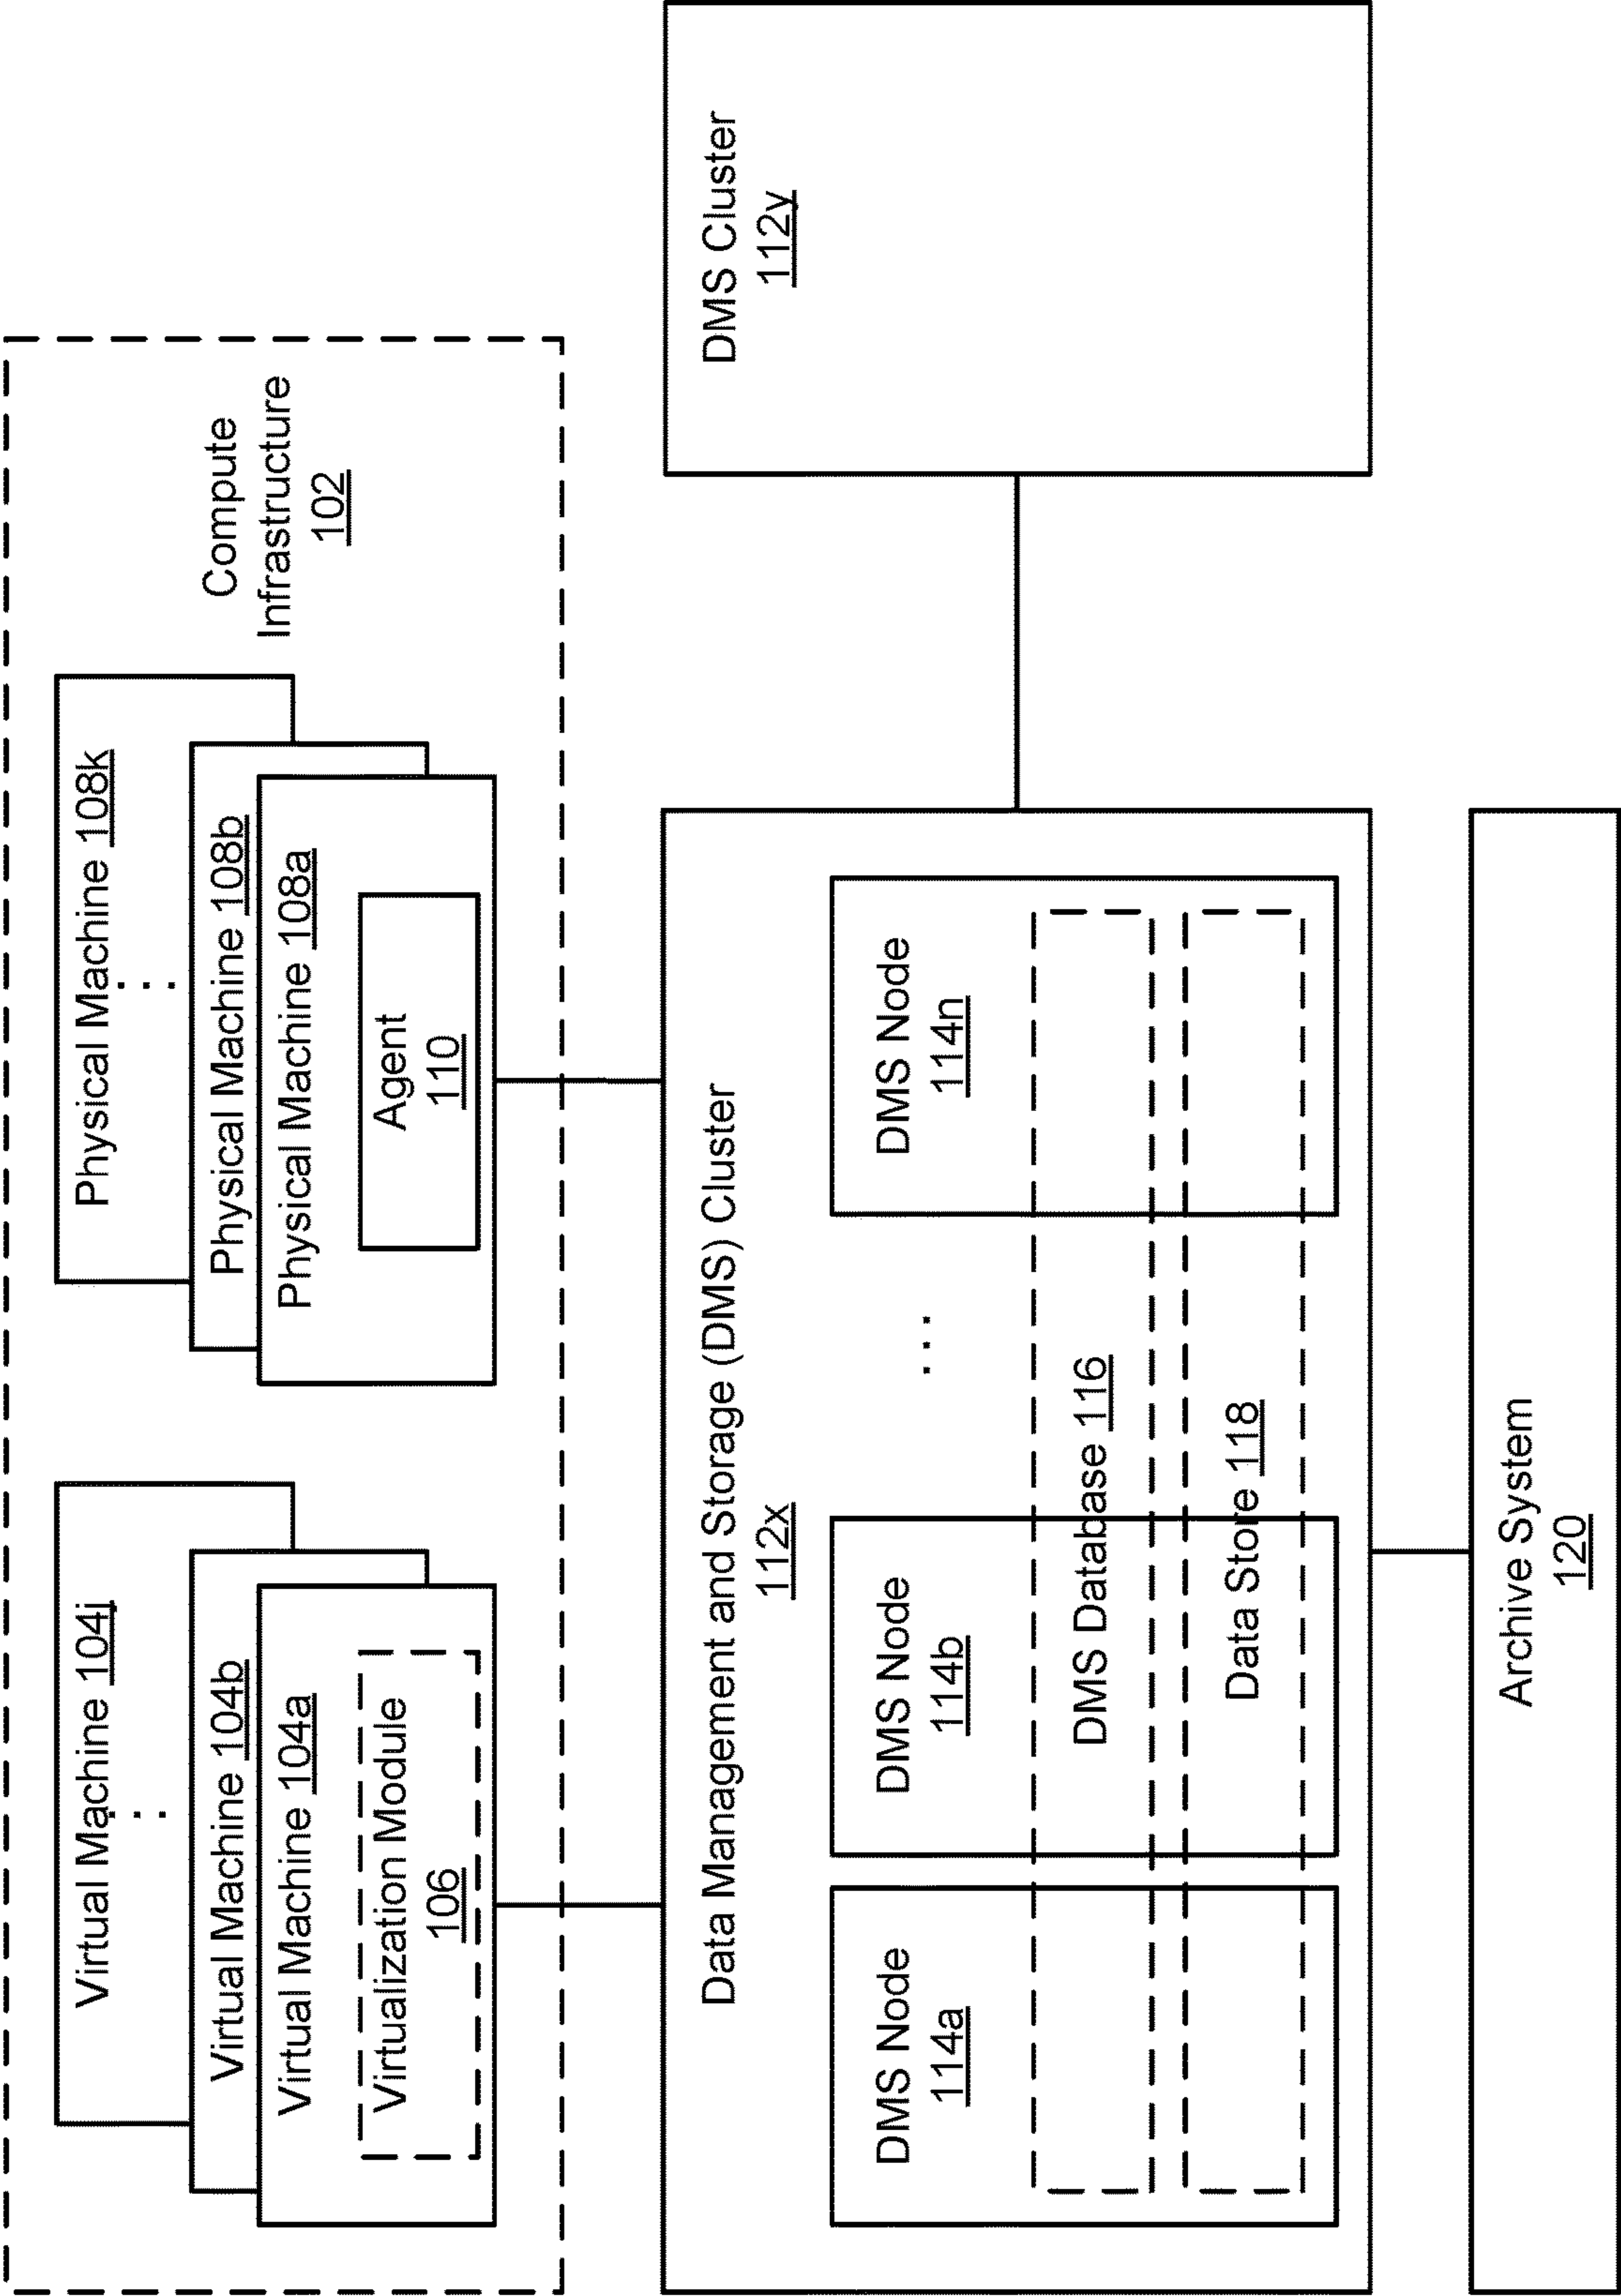 Virtual Machine 104j
...
Virtual Machine 104b
Virtual Machine 104a
Virtualization Module
106
Physical Machine 108k
...
Physical Machine 108b
Physical Machine 108a
Agent
110
Compute
Infrastructure
102
Data Management and Storage (DMS) Cluster
112x
DMS Node
114a
DMS Node
114b
...
DMS Node
114n
DMS Database 116
Data Store 118
DMS Cluster
112y
Archive System
120